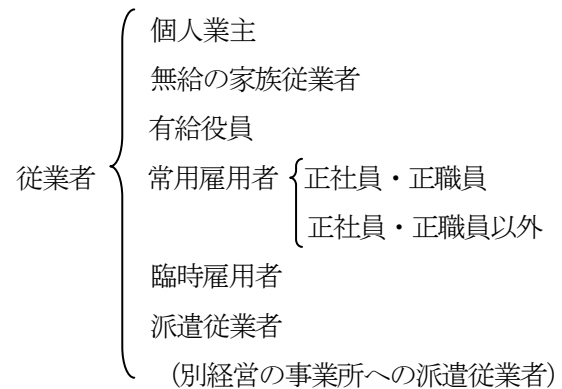 個人業主
無給の家族従業者
有給役員
従業者 常用雇用者 正社員・正職員
正社員・正職員以外
臨時雇用者
派遣従業者
（別経営の事業所への派遣従業者）